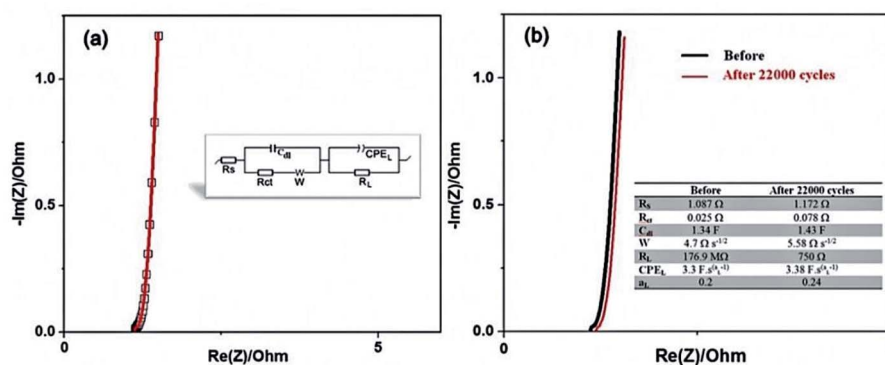 (a)
-Im(Z)/Ohm
1.0
0.5
0.0
0
5
Re(Z)/Ohm
Rs
Cdl
Rct
W
CPEL
RL
(b)
-Im(Z)/Ohm
1.0
0.5
0.0
0
Re(Z)/Ohm
Before
After 22000 cycles
Before After 22000 cycles
Rs 1.087 Ω 1.172 Ω
Rct 0.025 Ω 0.078 Ω
Cdl 1.34 F 1.43 F
W 4.7 Ω s-1/2 5.58 Ω s-1/2
RL 176.9 MΩ 750 Ω
CPEL 3.3 F.s(aL-1) 3.38 F.s(aL-1)
aL 0.2 0.24